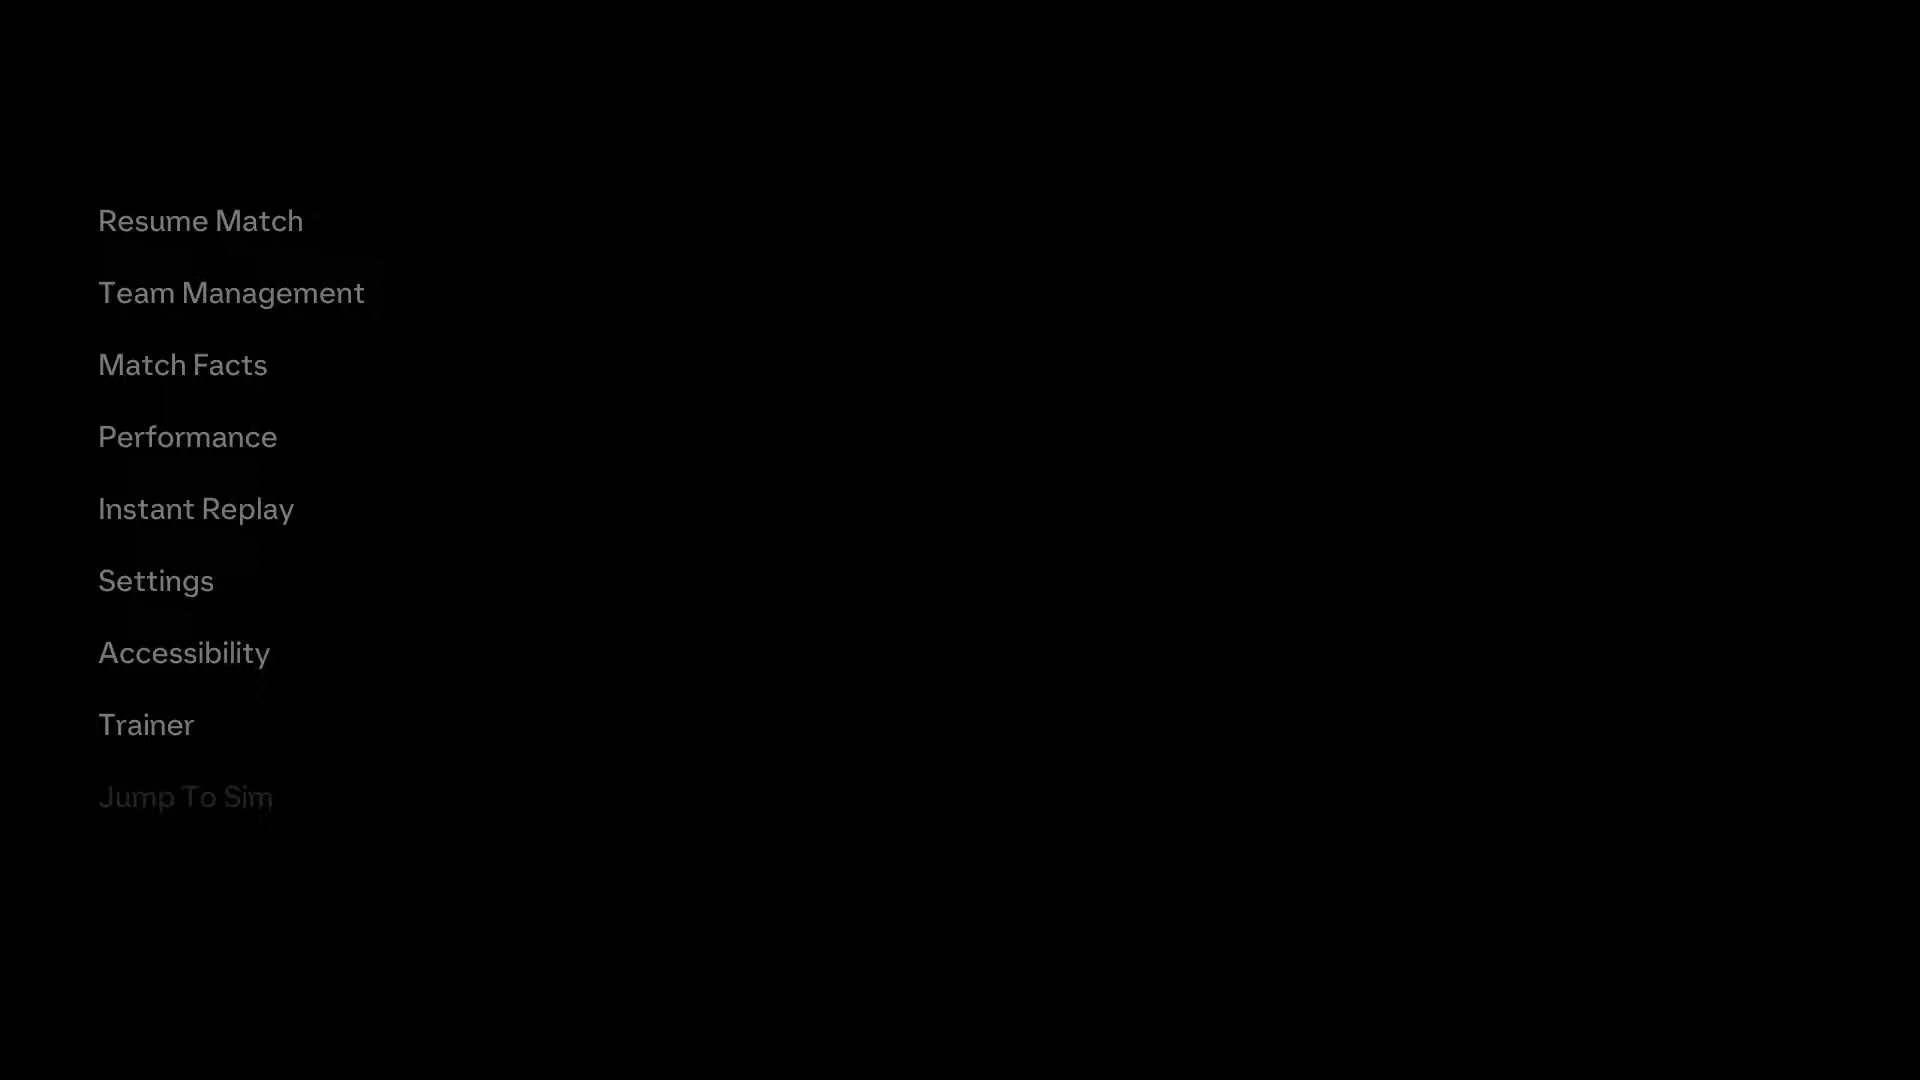 Resume Match
Team Management
Match Facts
Performance
Instant Replay
Settings
Accessibility
Trainer
Jump To Sim